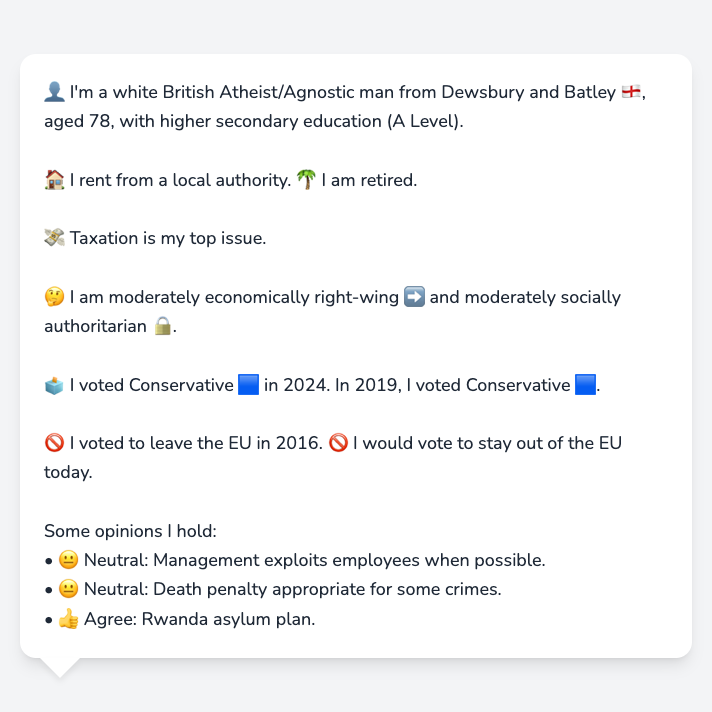 👤 I'm a white British Atheist/Agnostic man from Dewsbury and Batley 🏴󠁧󠁢󠁥󠁮󠁧󠁿,
aged 78, with higher secondary education (A Level).
🏠 I rent from a local authority. 🌴 I am retired.
💸 Taxation is my top issue.
🤔 I am moderately economically right-wing ➡️ and moderately socially
authoritarian 🔒.
🗳️ I voted Conservative 🟦 in 2024. In 2019, I voted Conservative 🟦.
🚫 I voted to leave the EU in 2016. 🚫 I would vote to stay out of the EU
today.
Some opinions I hold:
• 😐 Neutral: Management exploits employees when possible.
• 😐 Neutral: Death penalty appropriate for some crimes.
• 👍 Agree: Rwanda asylum plan.